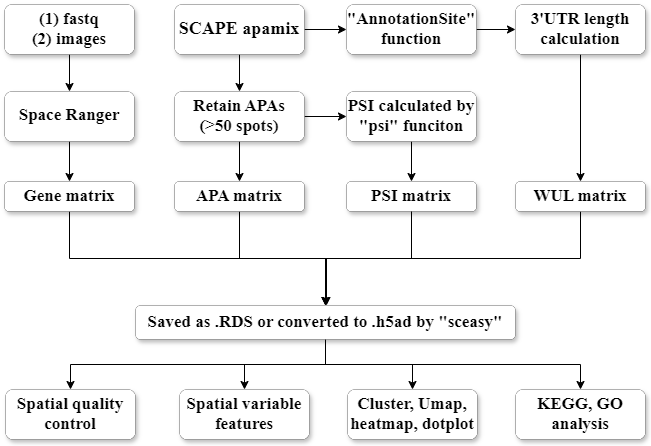 (1) fastq
(2) images
SCAPE apamix
"AnnotationSite"
function
3'UTR length
calculation
Space Ranger
Retain APAs
(>50 spots)
PSI calculated by
"psi" funciton
Gene matrix
APA matrix
PSI matrix
WUL matrix
Saved as .RDS or converted to .h5ad by "sceasy"
Spatial quality
control
Spatial variable
features
Cluster, Umap,
heatmap, dotplot
KEGG, GO
analysis